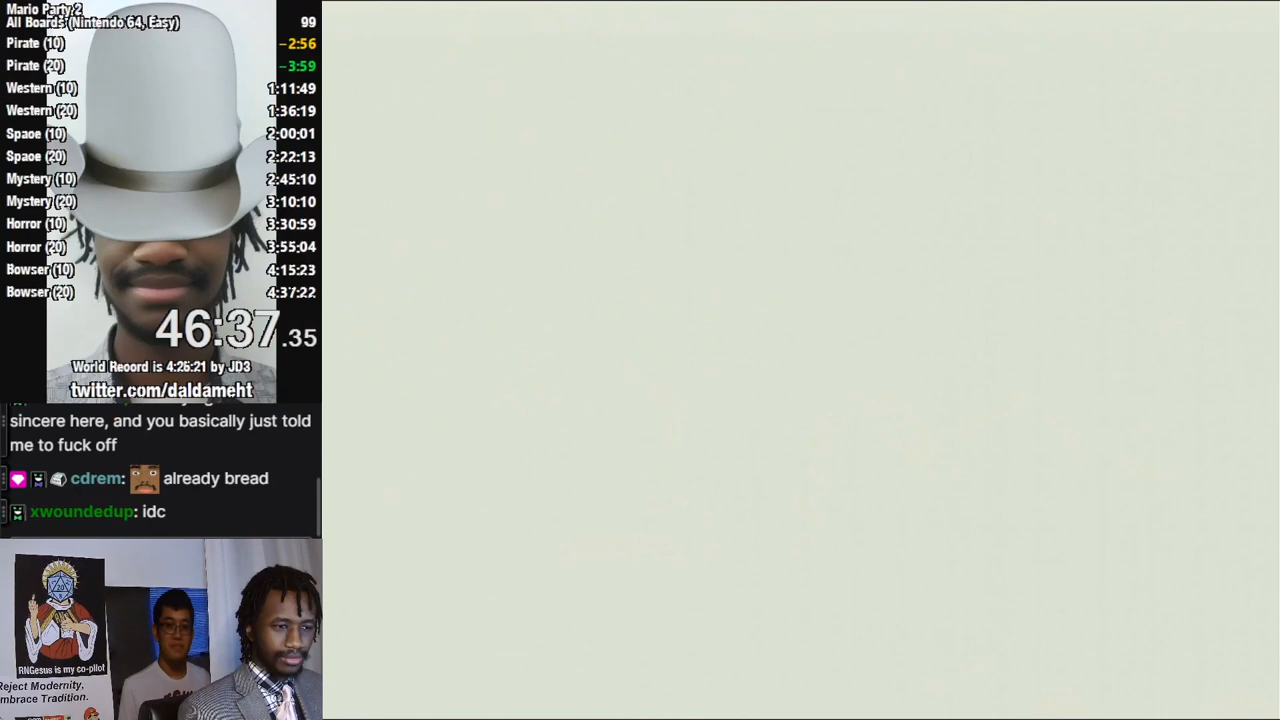 Mario Party 2
All Boards (Nintendo 64, Easy) 99
Pirate (10) -2:56
Pirate (20) -3:59
Western (10) 1:11:49
Western (20) 1:36:19
Space (10) 2:00:01
Space (20) 2:22:13
Mystery (10) 2:45:10
Mystery (20) 3:10:10
Horror (10) 3:30:59
Horror (20) 3:55:04
Bowser (10) 4:15:23
Bowser (20) 4:37:22
46:37.35
World Record is 4:26:21 by JD3
twitter.com/daldameht
sincere here, and you basically just told
me to fuck off
cdrem: already bread
xwoundedup: idc
RNGesus is my co-pilot
Reject Modernity,
Embrace Tradition.